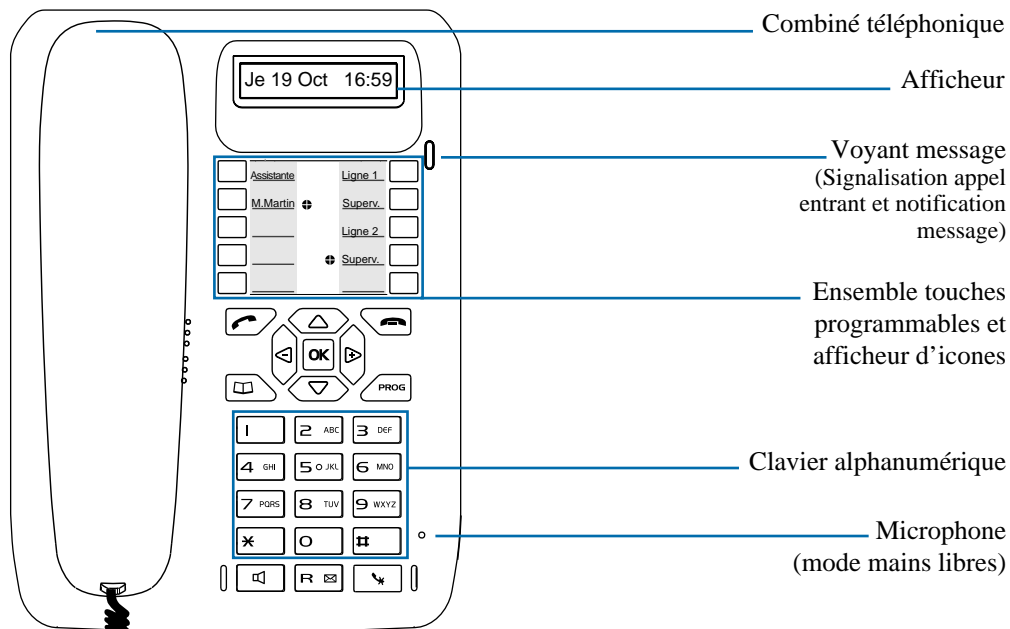 Combiné téléphonique
Je 19 Oct 16:59
Afficheur
Voyant message
(Signalisation appel
entrant et notification
message)
Assistante Ligne 1
M.Martin Superv.
Ligne 2
Superv.
Ensemble touches
programmables et
afficheur d’icones
OK
PROG
1 2 ABC 3 DEF
4 GHI 5 JKL 6 MNO
Clavier alphanumérique
7 PQRS 8 TUV 9 WXYZ
* 0 #
Microphone
(mode mains libres)
R